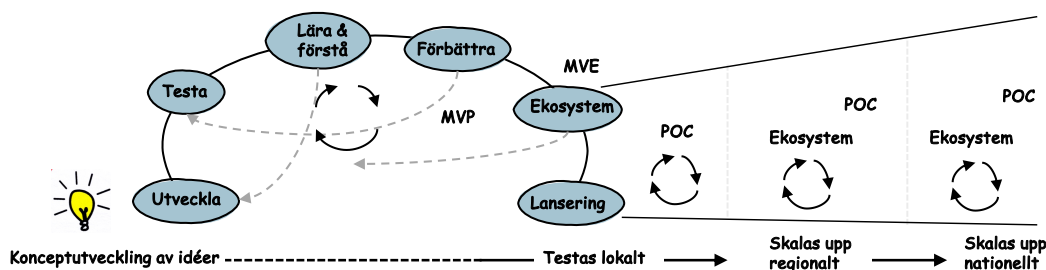 Lära &
förstå
Förbättra
MVE
Testa
Ekosystem
MVP
POC
POC
POC
Ekosystem
Ekosystem
Utveckla
Lansering
Konceptutveckling av idéer
Testas lokalt
Skalas upp
regionalt
Skalas upp
nationellt